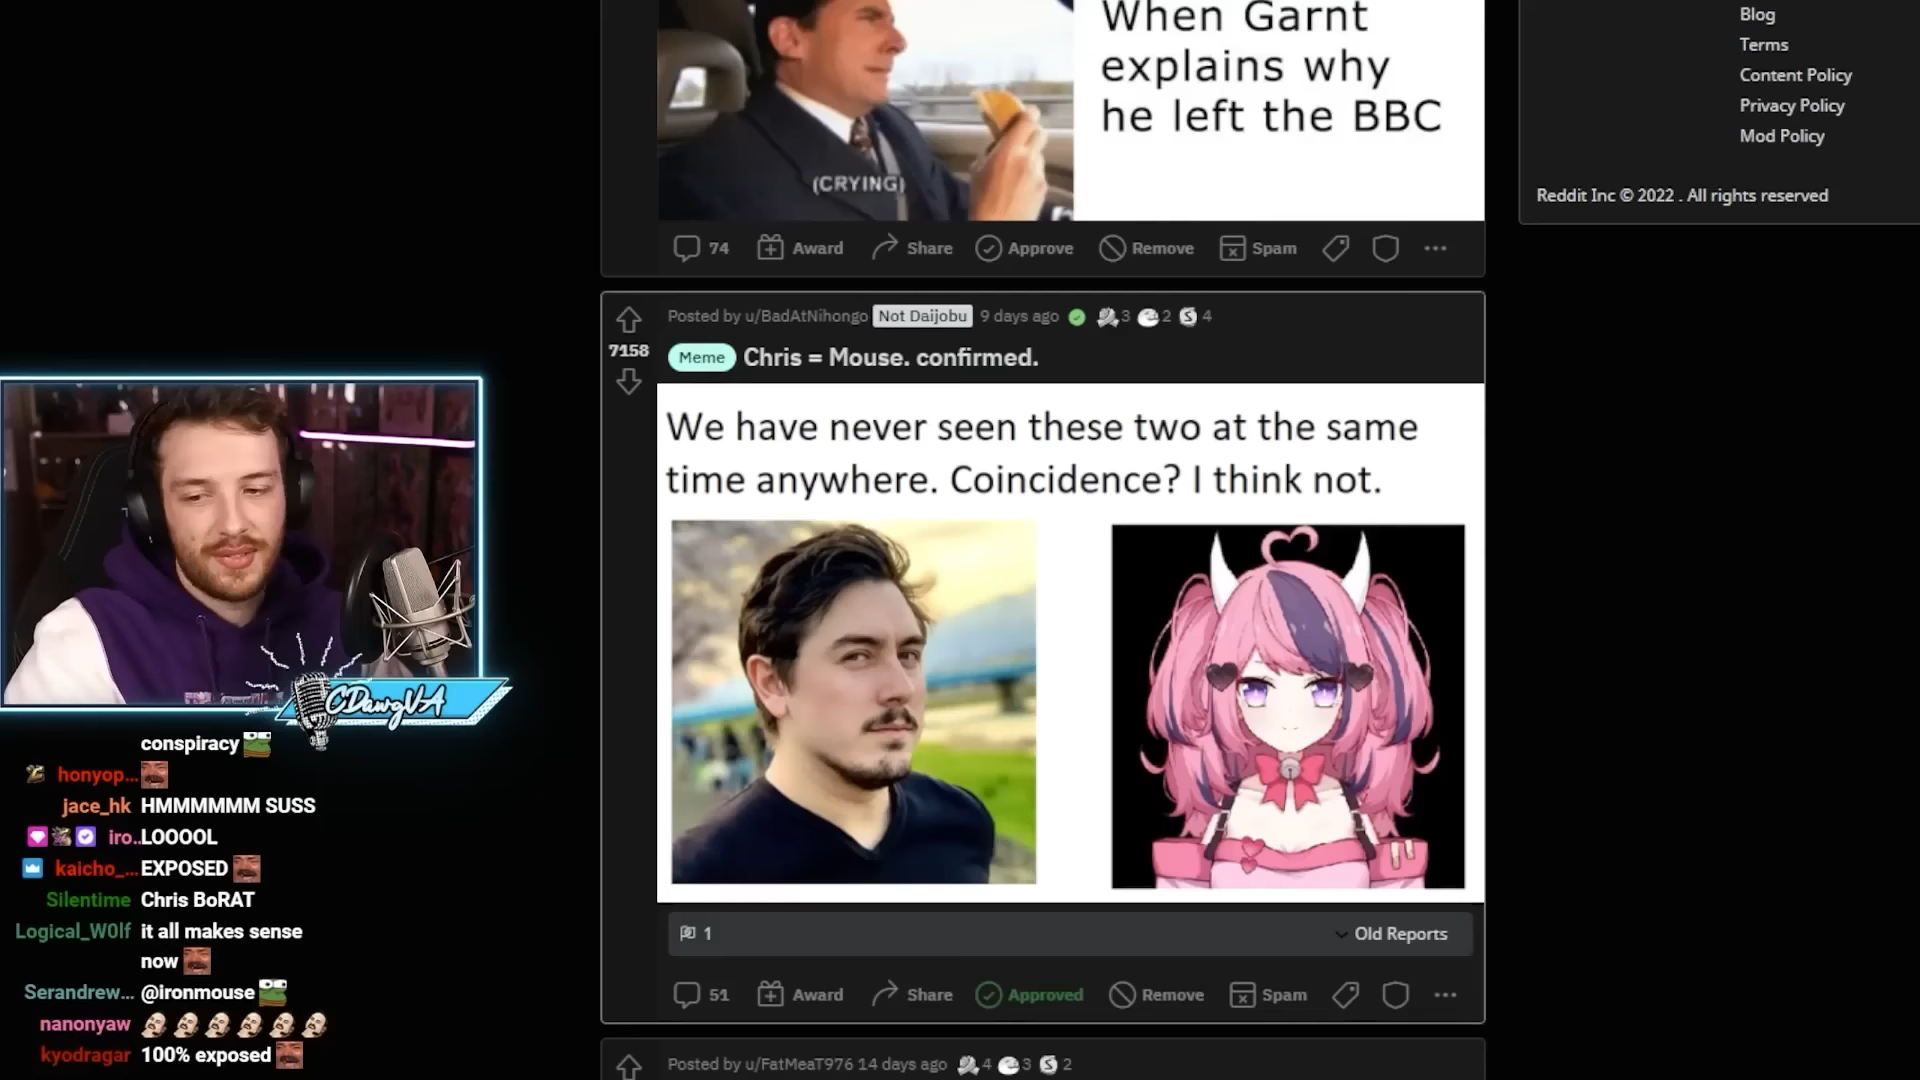 When Garnt
explains why
he left the BBC
(CRYING)
74 Award Share Approve Remove Spam
Blog
Terms
Content Policy
Privacy Policy
Mod Policy
Reddit Inc © 2022 . All rights reserved
Posted by u/BadAtNihongo Not Daijobu 9 days ago 3 2 4
7158
Meme Chris = Mouse. confirmed.
We have never seen these two at the same
time anywhere. Coincidence? I think not.
1 Old Reports
51 Award Share Approved Remove Spam
Posted by u/FatMeaT976 14 days ago 4 3 2
CDawgVA
conspiracy
honyop...
jace_hk HMMMMMM SUSS
iro..LOOOOL
kaicho_...EXPOSED
Silentime Chris BoRAT
Logical_W0lf it all makes sense
now
Serandrew... @ironmouse
nanonyaw
kyodragar 100% exposed